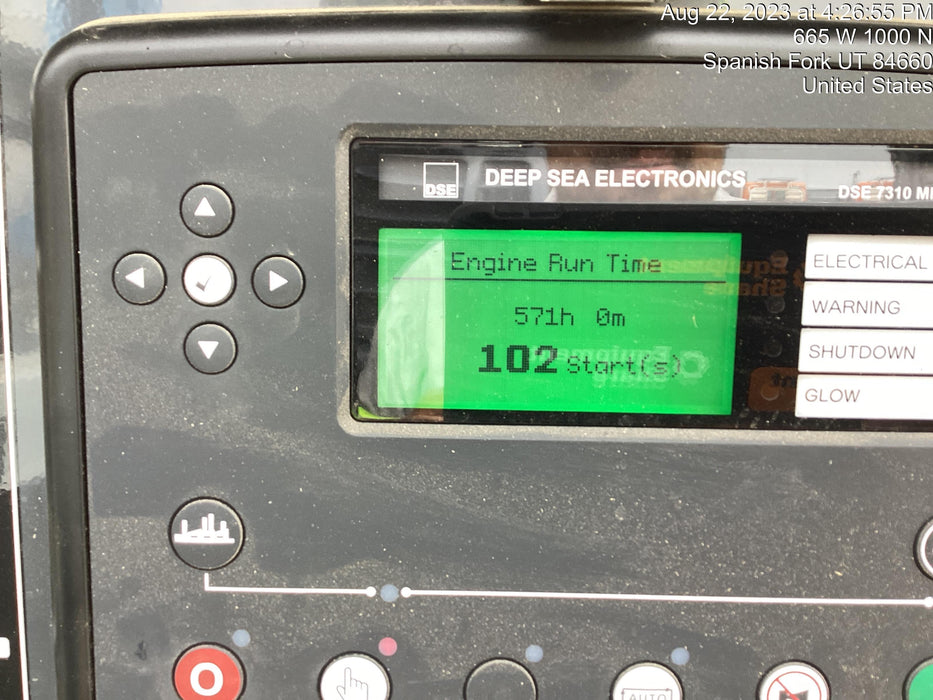 Aug 22, 2023 at 4:26:55 PM
665 W 1000 N
Spanish Fork UT 84660
United States
DSE
DEEP SEA ELECTRONICS
DSE 7310
Engine Run Time
571h 0m
102 Start(s)
ELECTRICAL
WARNING
SHUTDOWN
GLOW
O
AUTO